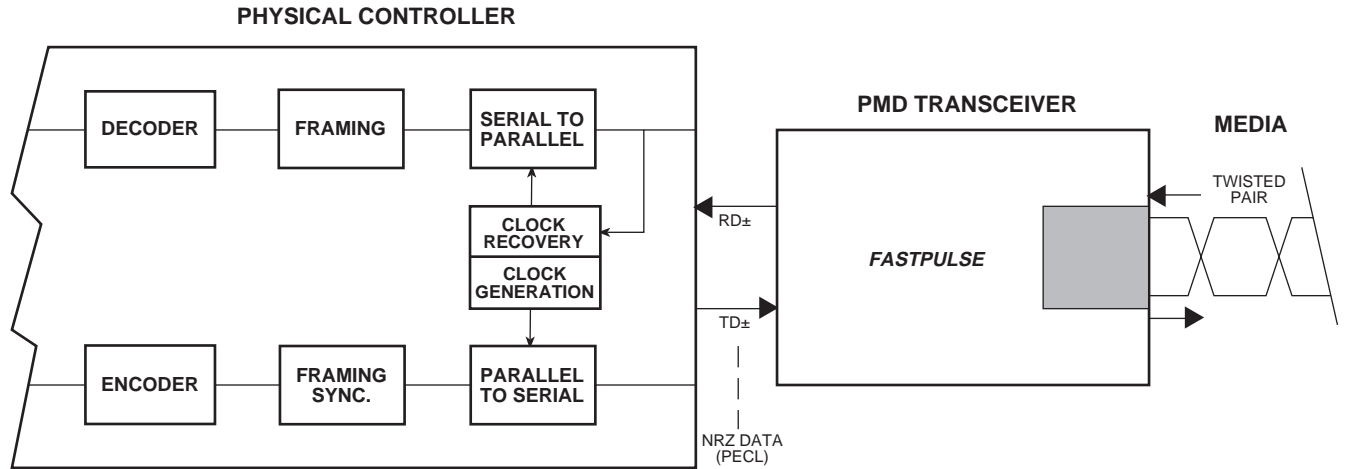 PHYSICAL CONTROLLER
DECODER
FRAMING
SERIAL TO
PARALLEL
CLOCK
RECOVERY
CLOCK
GENERATION
ENCODER
FRAMING
SYNC.
PARALLEL
TO SERIAL
RD±
TD±
NRZ DATA
(PECL)
PMD TRANSCEIVER
FASTPULSE
MEDIA
TWISTED
PAIR